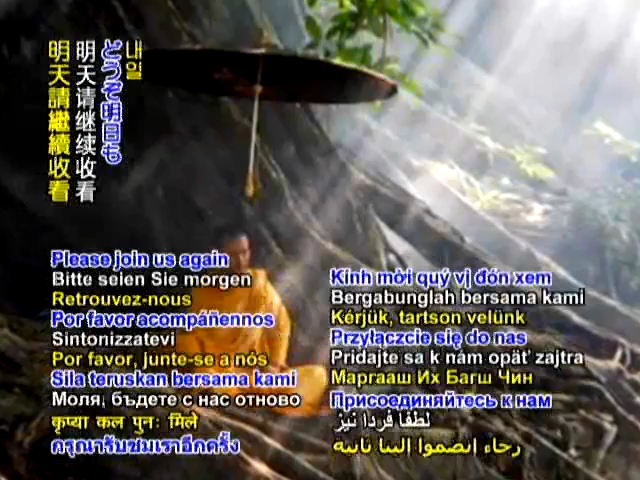 明天請繼續收看
明天请继续收看
どうぞ明日も
내일
Please join us again
Bitte seien Sie morgen
Retrouvez-nous
Por favor acompáñennos
Sintonizzatevi
Por favor, junte-se a nós
Sila teruskan bersama kami
Моля, бъдете с нас отново
कृप्या कल पुनः मिले
กรุณารับชมเราอีกครั้ง
Kính mời quý vị đón xem
Bergabunglah bersama kami
Kérjük, tartson velünk
Przyłączcie się do nas
Pridajte sa k nám opäť zajtra
Маргааш Их Багш Чин
Присоединяйтесь к нам
لطفا فردا نیز
رجاء إنضموا إلينا ثانية